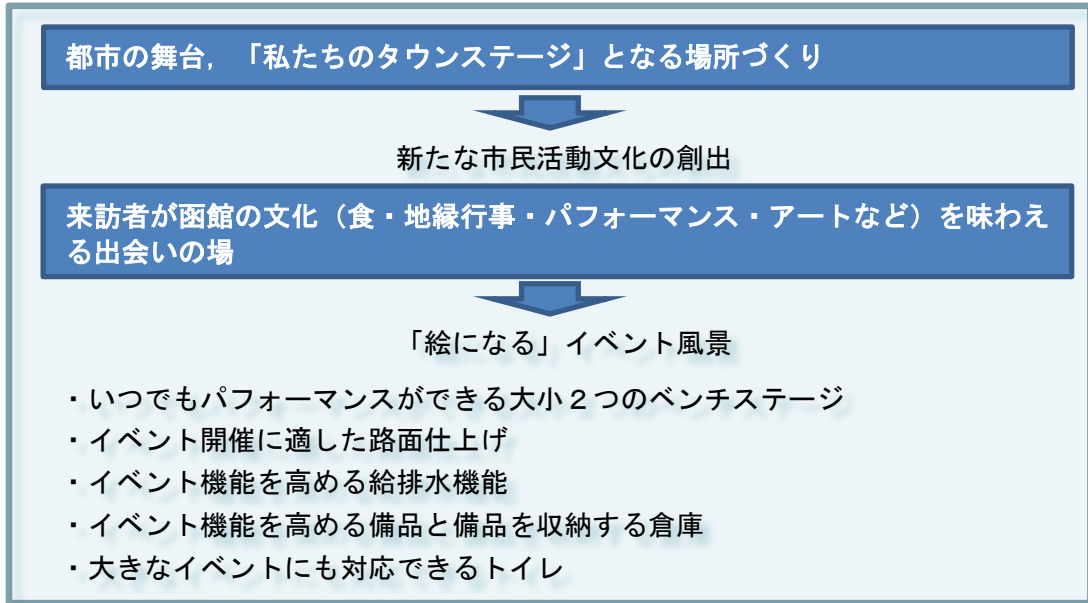 都市の舞台，「私たちのタウンステージ」となる場所づくり
新たな市民活動文化の創出
来訪者が函館の文化（食・地縁行事・パフォーマンス・アートなど）を味わえ
る出会いの場
「絵になる」イベント風景
・いつでもパフォーマンスができる大小２つのベンチステージ
・イベント開催に適した路面仕上げ
・イベント機能を高める給排水機能
・イベント機能を高める備品と備品を収納する倉庫
・大きなイベントにも対応できるトイレ